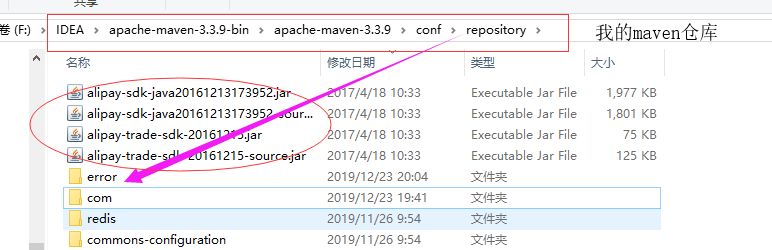 共享
卷 (F:) › IDEA › apache-maven-3.3.9-bin › apache-maven-3.3.9 › conf › repository ›
我的maven仓库
名称 修改日期 类型 大小
alipay-sdk-java20161213173952.jar 2017/4/18 10:33 Executable Jar File 1,977 KB
alipay-sdk-java20161213173952-sour... 2017/4/18 10:33 Executable Jar File 1,801 KB
alipay-trade-sdk-20161215.jar 2017/4/18 10:33 Executable Jar File 75 KB
alipay-trade-sdk-20161215-source.jar 2017/4/18 10:33 Executable Jar File 125 KB
error 2019/12/23 20:04 文件夹
com 2019/12/23 19:41 文件夹
redis 2019/11/26 9:54 文件夹
commons-configuration 2019/11/26 9:54 文件夹